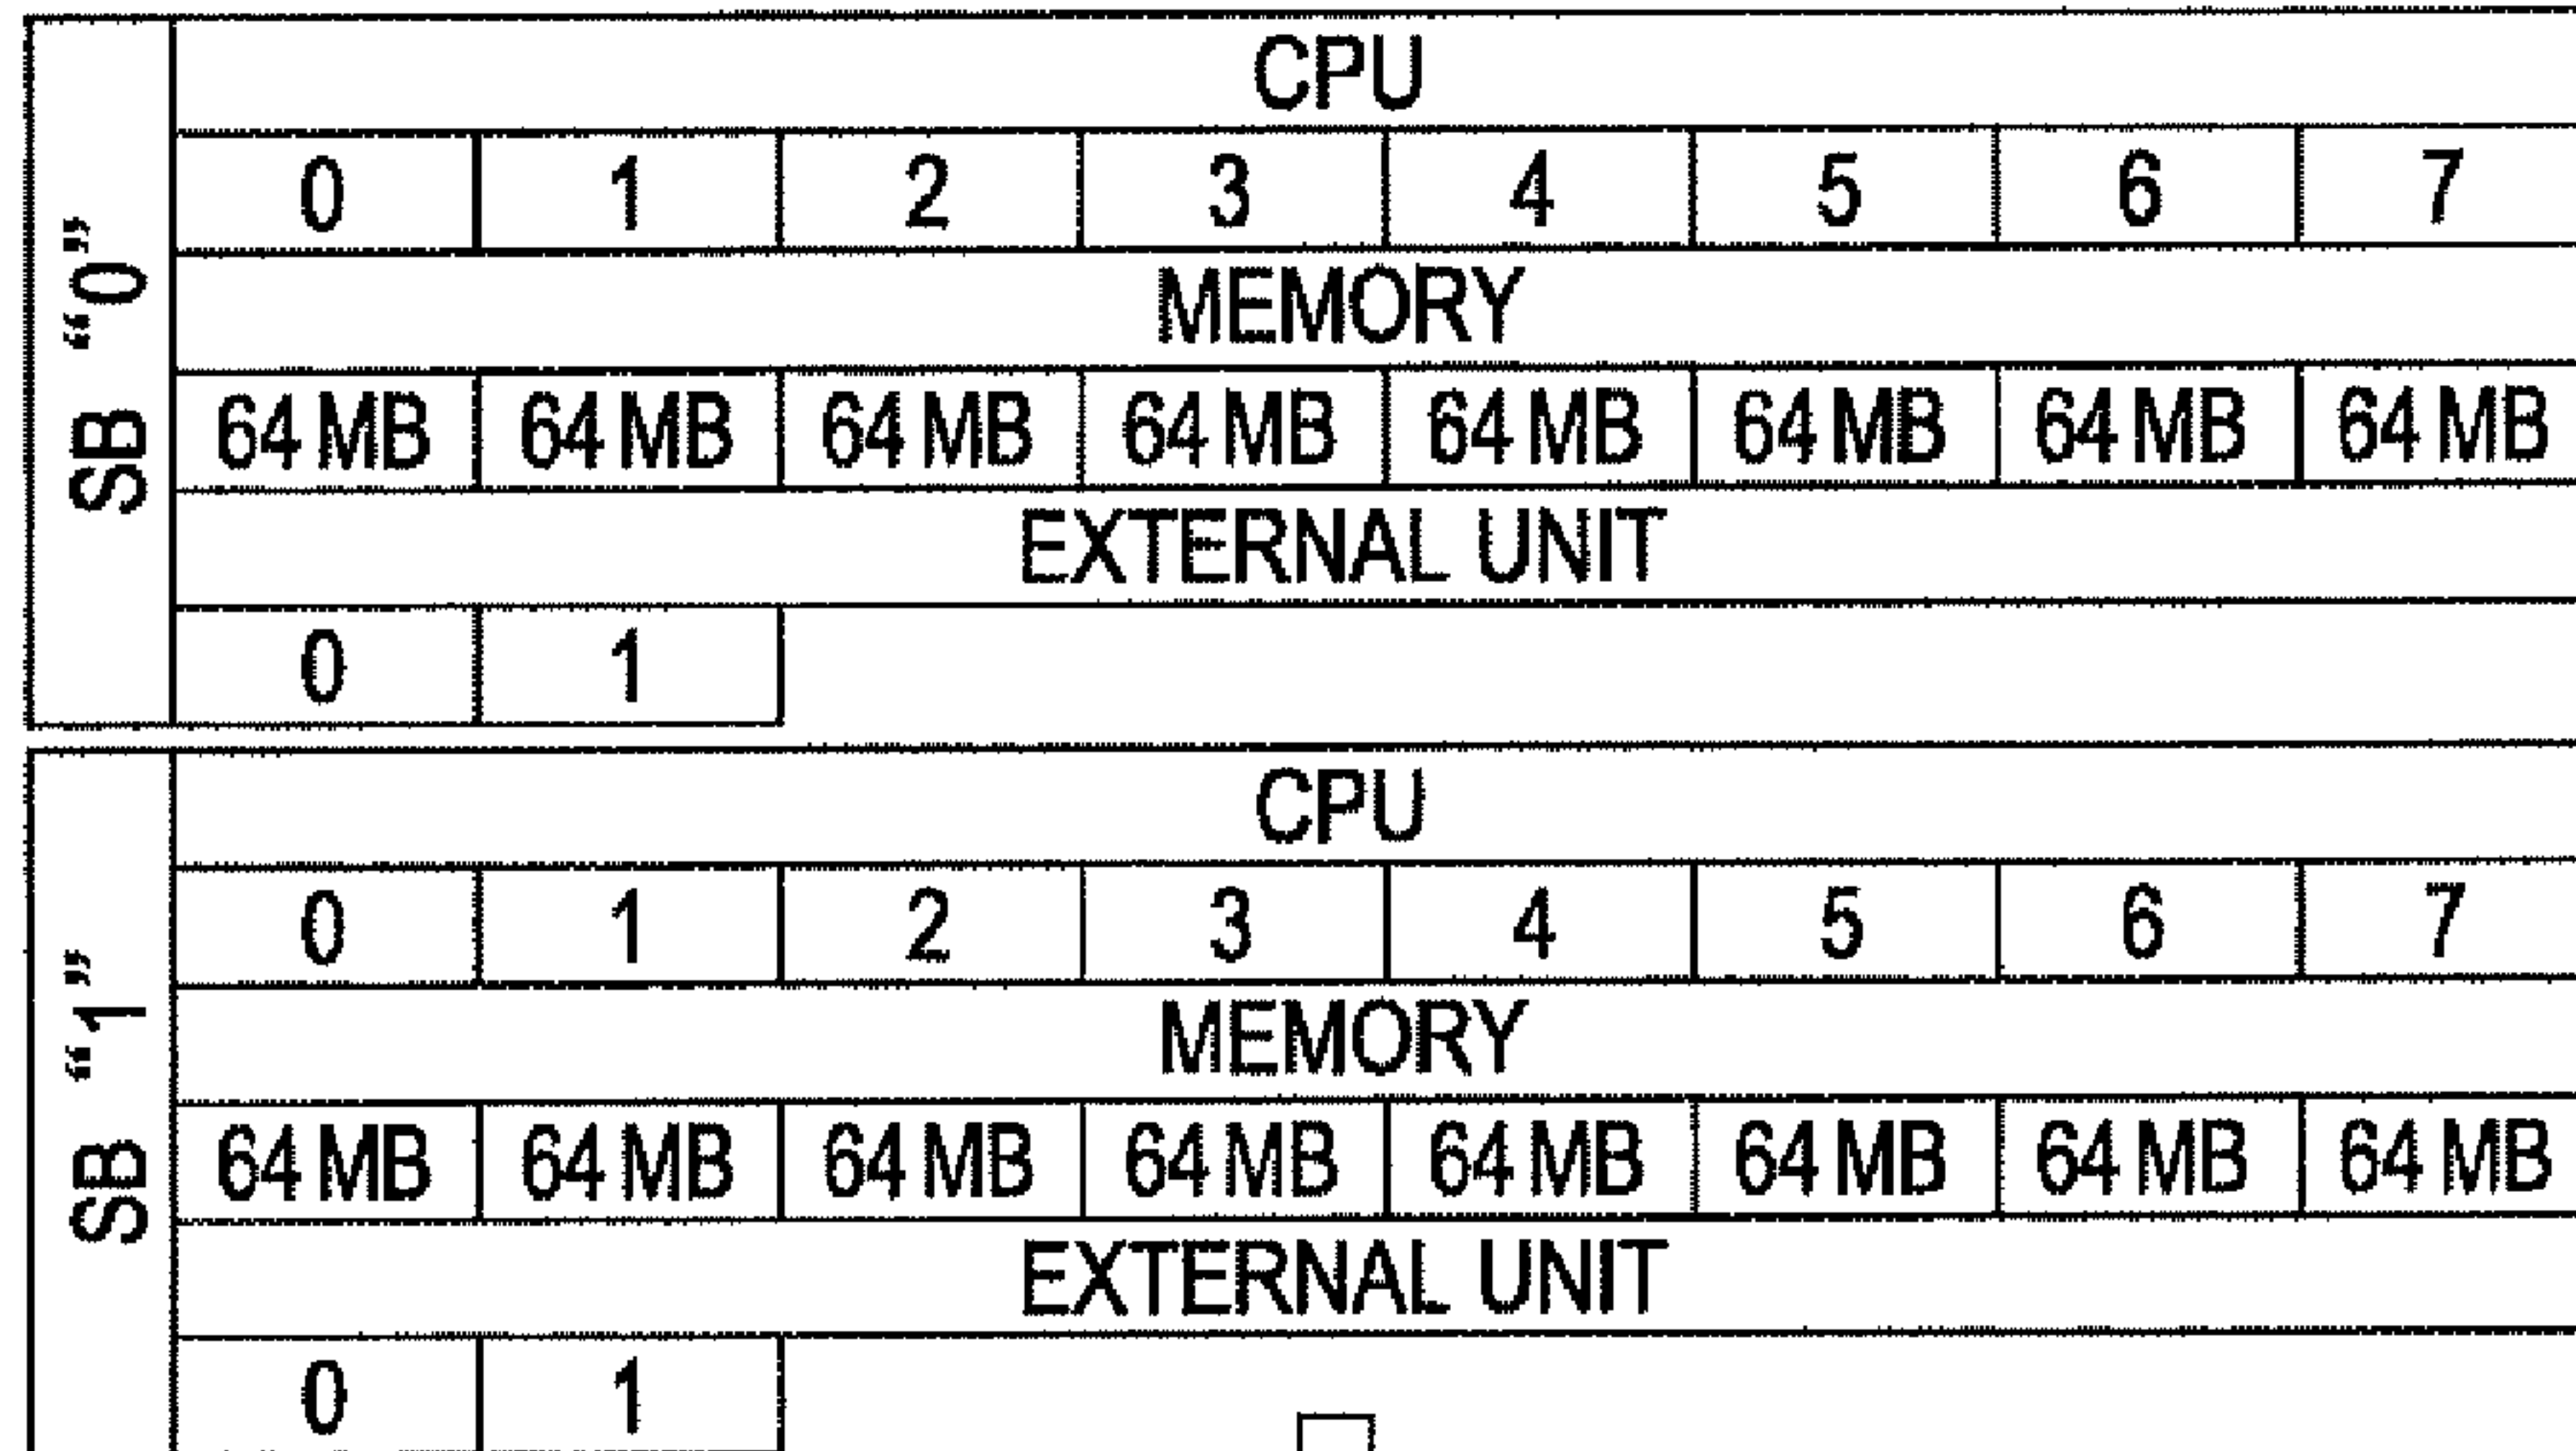 SB “0”
CPU
0 1 2 3 4 5 6 7
MEMORY
64 MB 64 MB 64 MB 64 MB 64 MB 64 MB 64 MB 64 MB
EXTERNAL UNIT
0 1
SB “1”
CPU
0 1 2 3 4 5 6 7
MEMORY
64 MB 64 MB 64 MB 64 MB 64 MB 64 MB 64 MB 64 MB
EXTERNAL UNIT
0 1